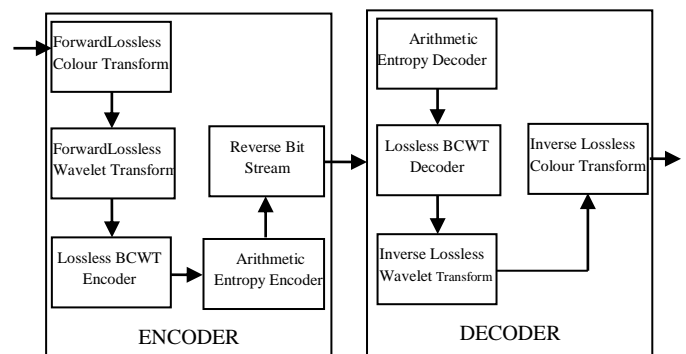 ForwardLossless
Colour Transform
ForwardLossless
Wavelet Transform
Lossless BCWT
Encoder
Arithmetic
Entropy Encoder
Reverse Bit
Stream
ENCODER
Arithmetic
Entropy Decoder
Lossless BCWT
Decoder
Inverse Lossless
Wavelet Transform
Inverse Lossless
Colour Transform
DECODER